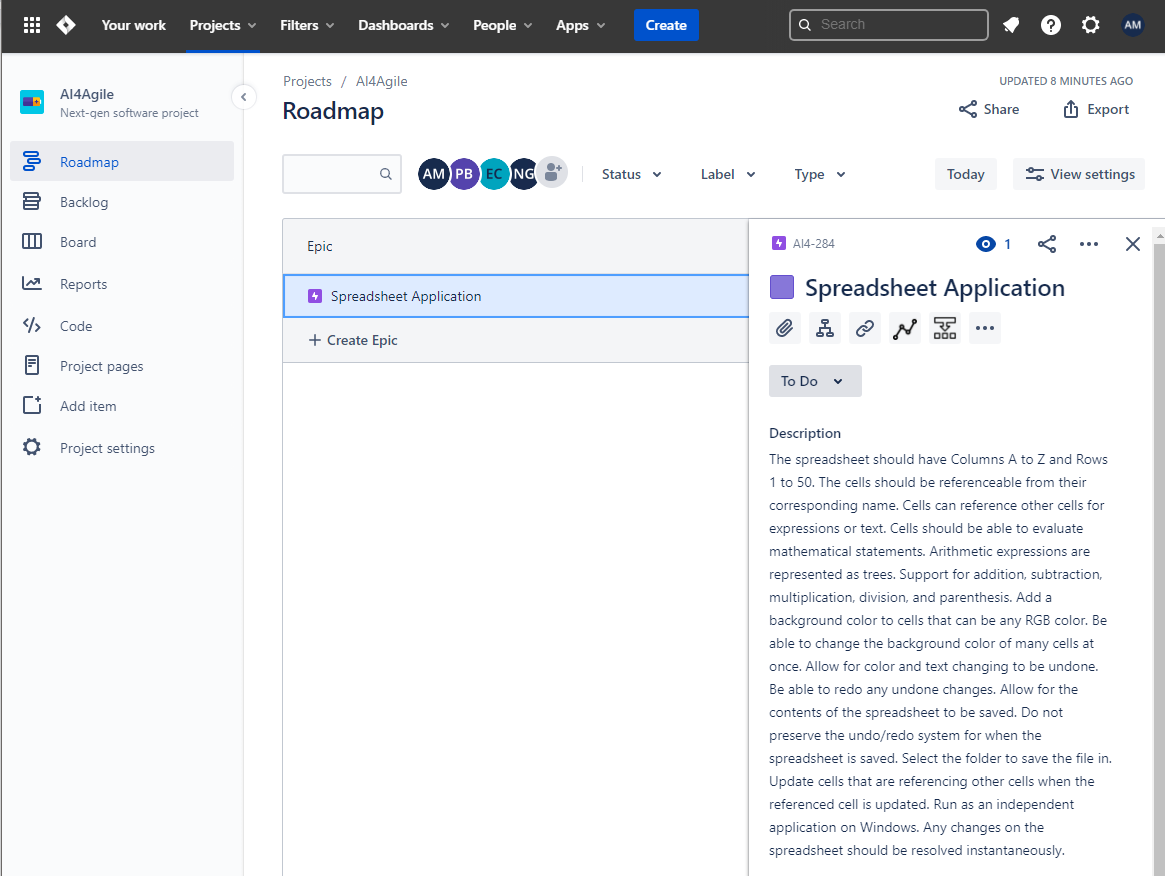 Your work Projects Filters Dashboards People Apps Create Search AM
AI4Agile
Next-gen software project
Roadmap
Backlog
Board
Reports
Code
Project pages
Add item
Project settings
Projects / AI4Agile
UPDATED 8 MINUTES AGO
Roadmap
Share Export
AM PB EC NG Status Label Type Today View settings
Epic
Spreadsheet Application
+ Create Epic
AI4-284 1
Spreadsheet Application
To Do
Description
The spreadsheet should have Columns A to Z and Rows
1 to 50. The cells should be referenceable from their
corresponding name. Cells can reference other cells for
expressions or text. Cells should be able to evaluate
mathematical statements. Arithmetic expressions are
represented as trees. Support for addition, subtraction,
multiplication, division, and parenthesis. Add a
background color to cells that can be any RGB color. Be
able to change the background color of many cells at
once. Allow for color and text changing to be undone.
Be able to redo any undone changes. Allow for the
contents of the spreadsheet to be saved. Do not
preserve the undo/redo system for when the
spreadsheet is saved. Select the folder to save the file in.
Update cells that are referencing other cells when the
referenced cell is updated. Run as an independent
application on Windows. Any changes on the
spreadsheet should be resolved instantaneously.